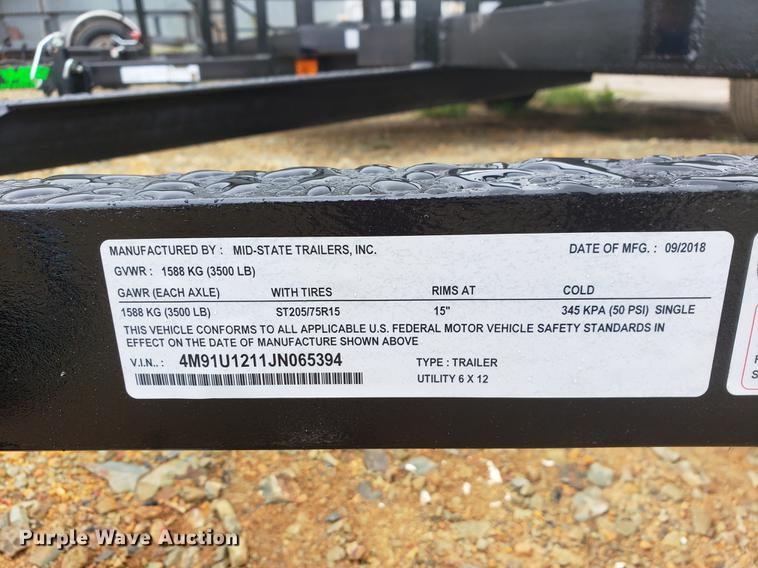 MANUFACTURED BY : MID-STATE TRAILERS, INC. DATE OF MFG. : 09/2018
GVWR : 1588 KG (3500 LB)
GAWR (EACH AXLE) WITH TIRES RIMS AT COLD
1588 KG (3500 LB) ST205/75R15 15" 345 KPA (50 PSI) SINGLE
THIS VEHICLE CONFORMS TO ALL APPLICABLE U.S. FEDERAL MOTOR VEHICLE SAFETY STANDARDS IN
EFFECT ON THE DATE OF MANUFACTURE SHOWN ABOVE
V.I.N.. : 4M91U1211JN065394 TYPE : TRAILER
UTILITY 6 X 12
Purple Wave Auction